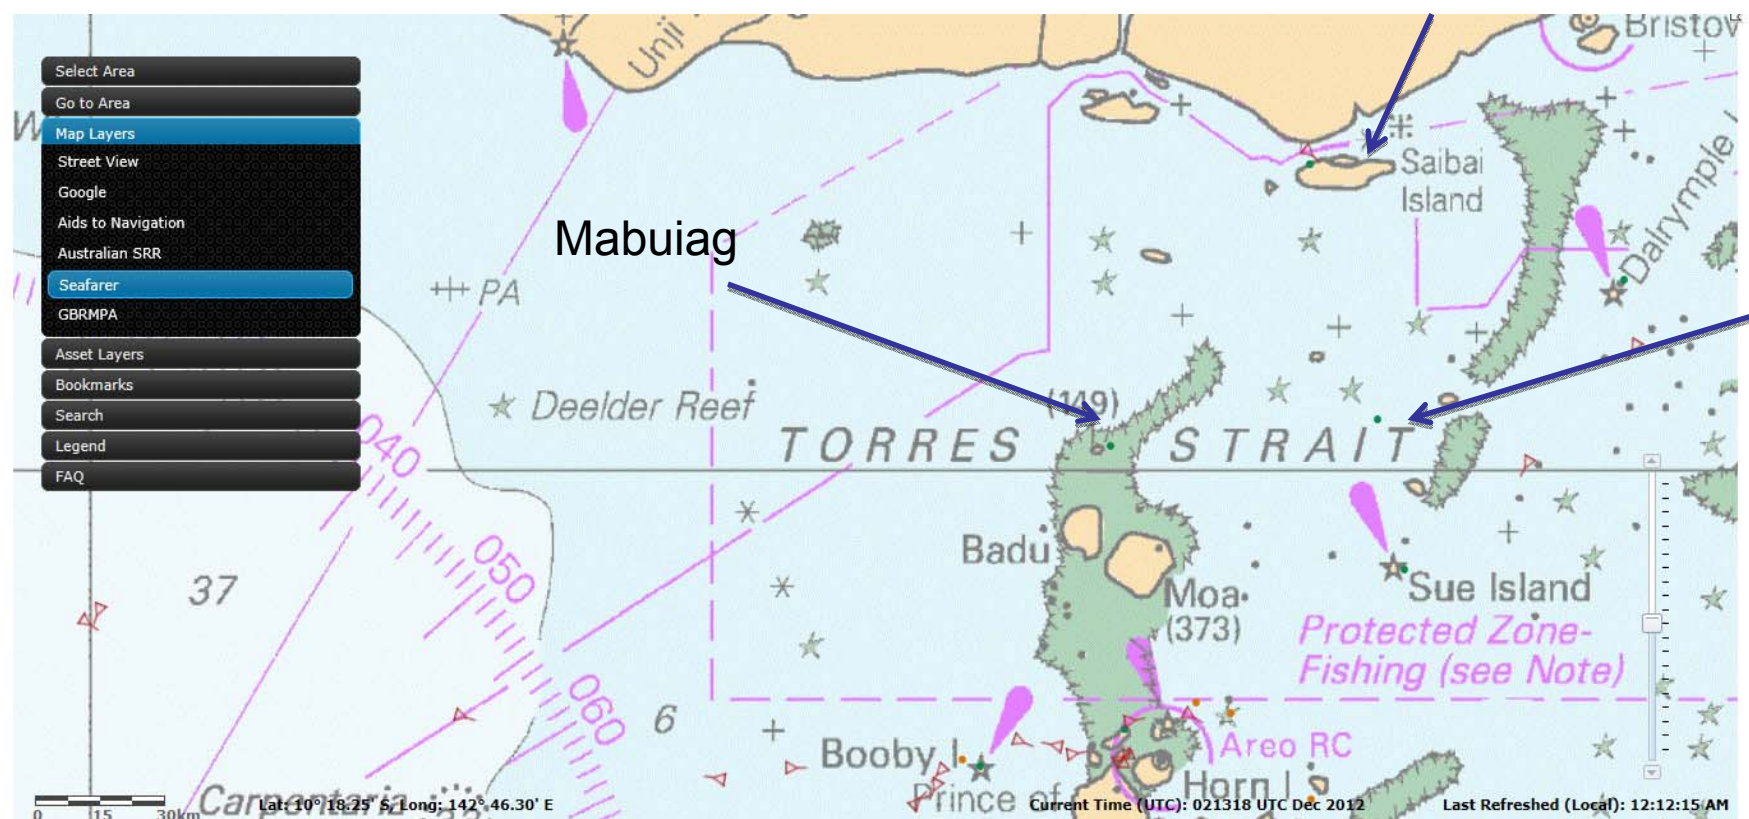 Select Area
Go to Area
Map Layers
Street View
Google
Aids to Navigation
Australian SRR
Seafarer
GBRMPA
Asset Layers
Bookmarks
Search
Legend
FAQ
Unji
Bristow
Saibai
Island
Dalrymple I
Mabuiag
PA
Deelder Reef
(149)
TORRES STRAIT
040
050
060
37
6
Badu
Moa
(373)
Sue Island
Protected Zone-
Fishing (see Note)
Areo RC
Booby I.
Prince of
Horn I
Carpentaria
0 15 30km
Lat: 10° 18.25' S, Long: 142° 46.30' E
Current Time (UTC): 021318 UTC Dec 2012
Last Refreshed (Local): 12:12:15 AM